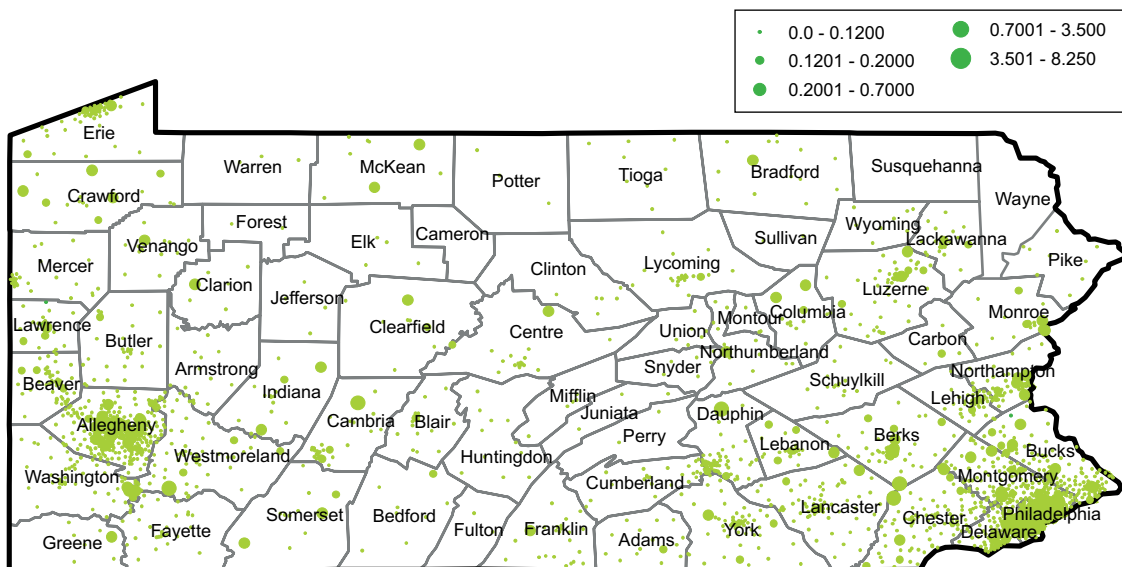 0.0 - 0.1200
0.7001 - 3.500
0.1201 - 0.2000
3.501 - 8.250
0.2001 - 0.7000
Erie
Warren
McKean
Potter
Tioga
Bradford
Susquehanna
Wayne
Crawford
Forest
Elk
Cameron
Sullivan
Wyoming
Lackawanna
Venango
Mercer
Clarion
Jefferson
Clinton
Lycoming
Luzerne
Pike
Lawrence
Butler
Clearfield
Centre
Union
Montour
Columbia
Monroe
Carbon
Beaver
Armstrong
Indiana
Snyder
Northumberland
Schuylkill
Northampton
Lehigh
Allegheny
Cambria
Blair
Mifflin
Juniata
Dauphin
Lebanon
Berks
Bucks
Washington
Westmoreland
Huntingdon
Perry
Cumberland
Montgomery
Greene
Fayette
Somerset
Bedford
Fulton
Franklin
Adams
York
Lancaster
Chester
Philadelphia
Delaware